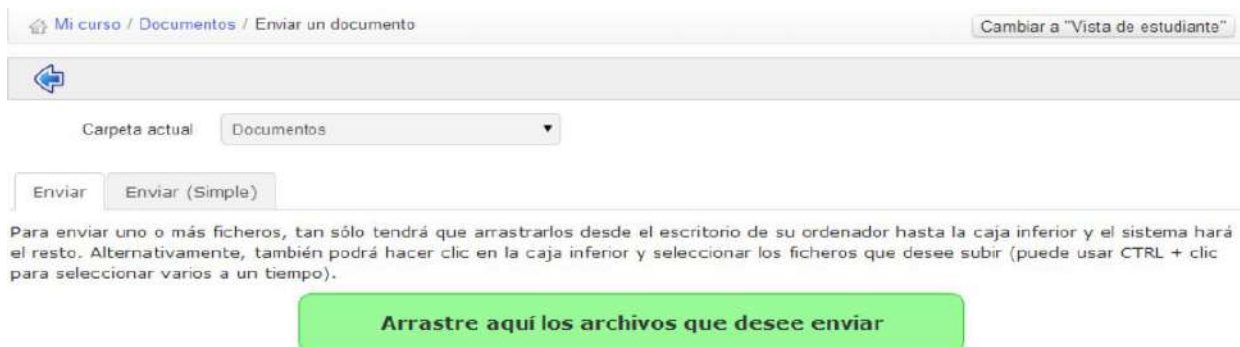 Mi curso / Documentos / Enviar un documento
Cambiar a "Vista de estudiante"
Carpeta actual
Documentos
Enviar
Enviar (Simple)
Para enviar uno o más ficheros, tan sólo tendrá que arrastrarlos desde el escritorio de su ordenador hasta la caja inferior y el sistema hará
el resto. Alternativamente, también podrá hacer clic en la caja inferior y seleccionar los ficheros que desee subir (puede usar CTRL + clic
para seleccionar varios a un tiempo).
Arrastre aquí los archivos que desee enviar